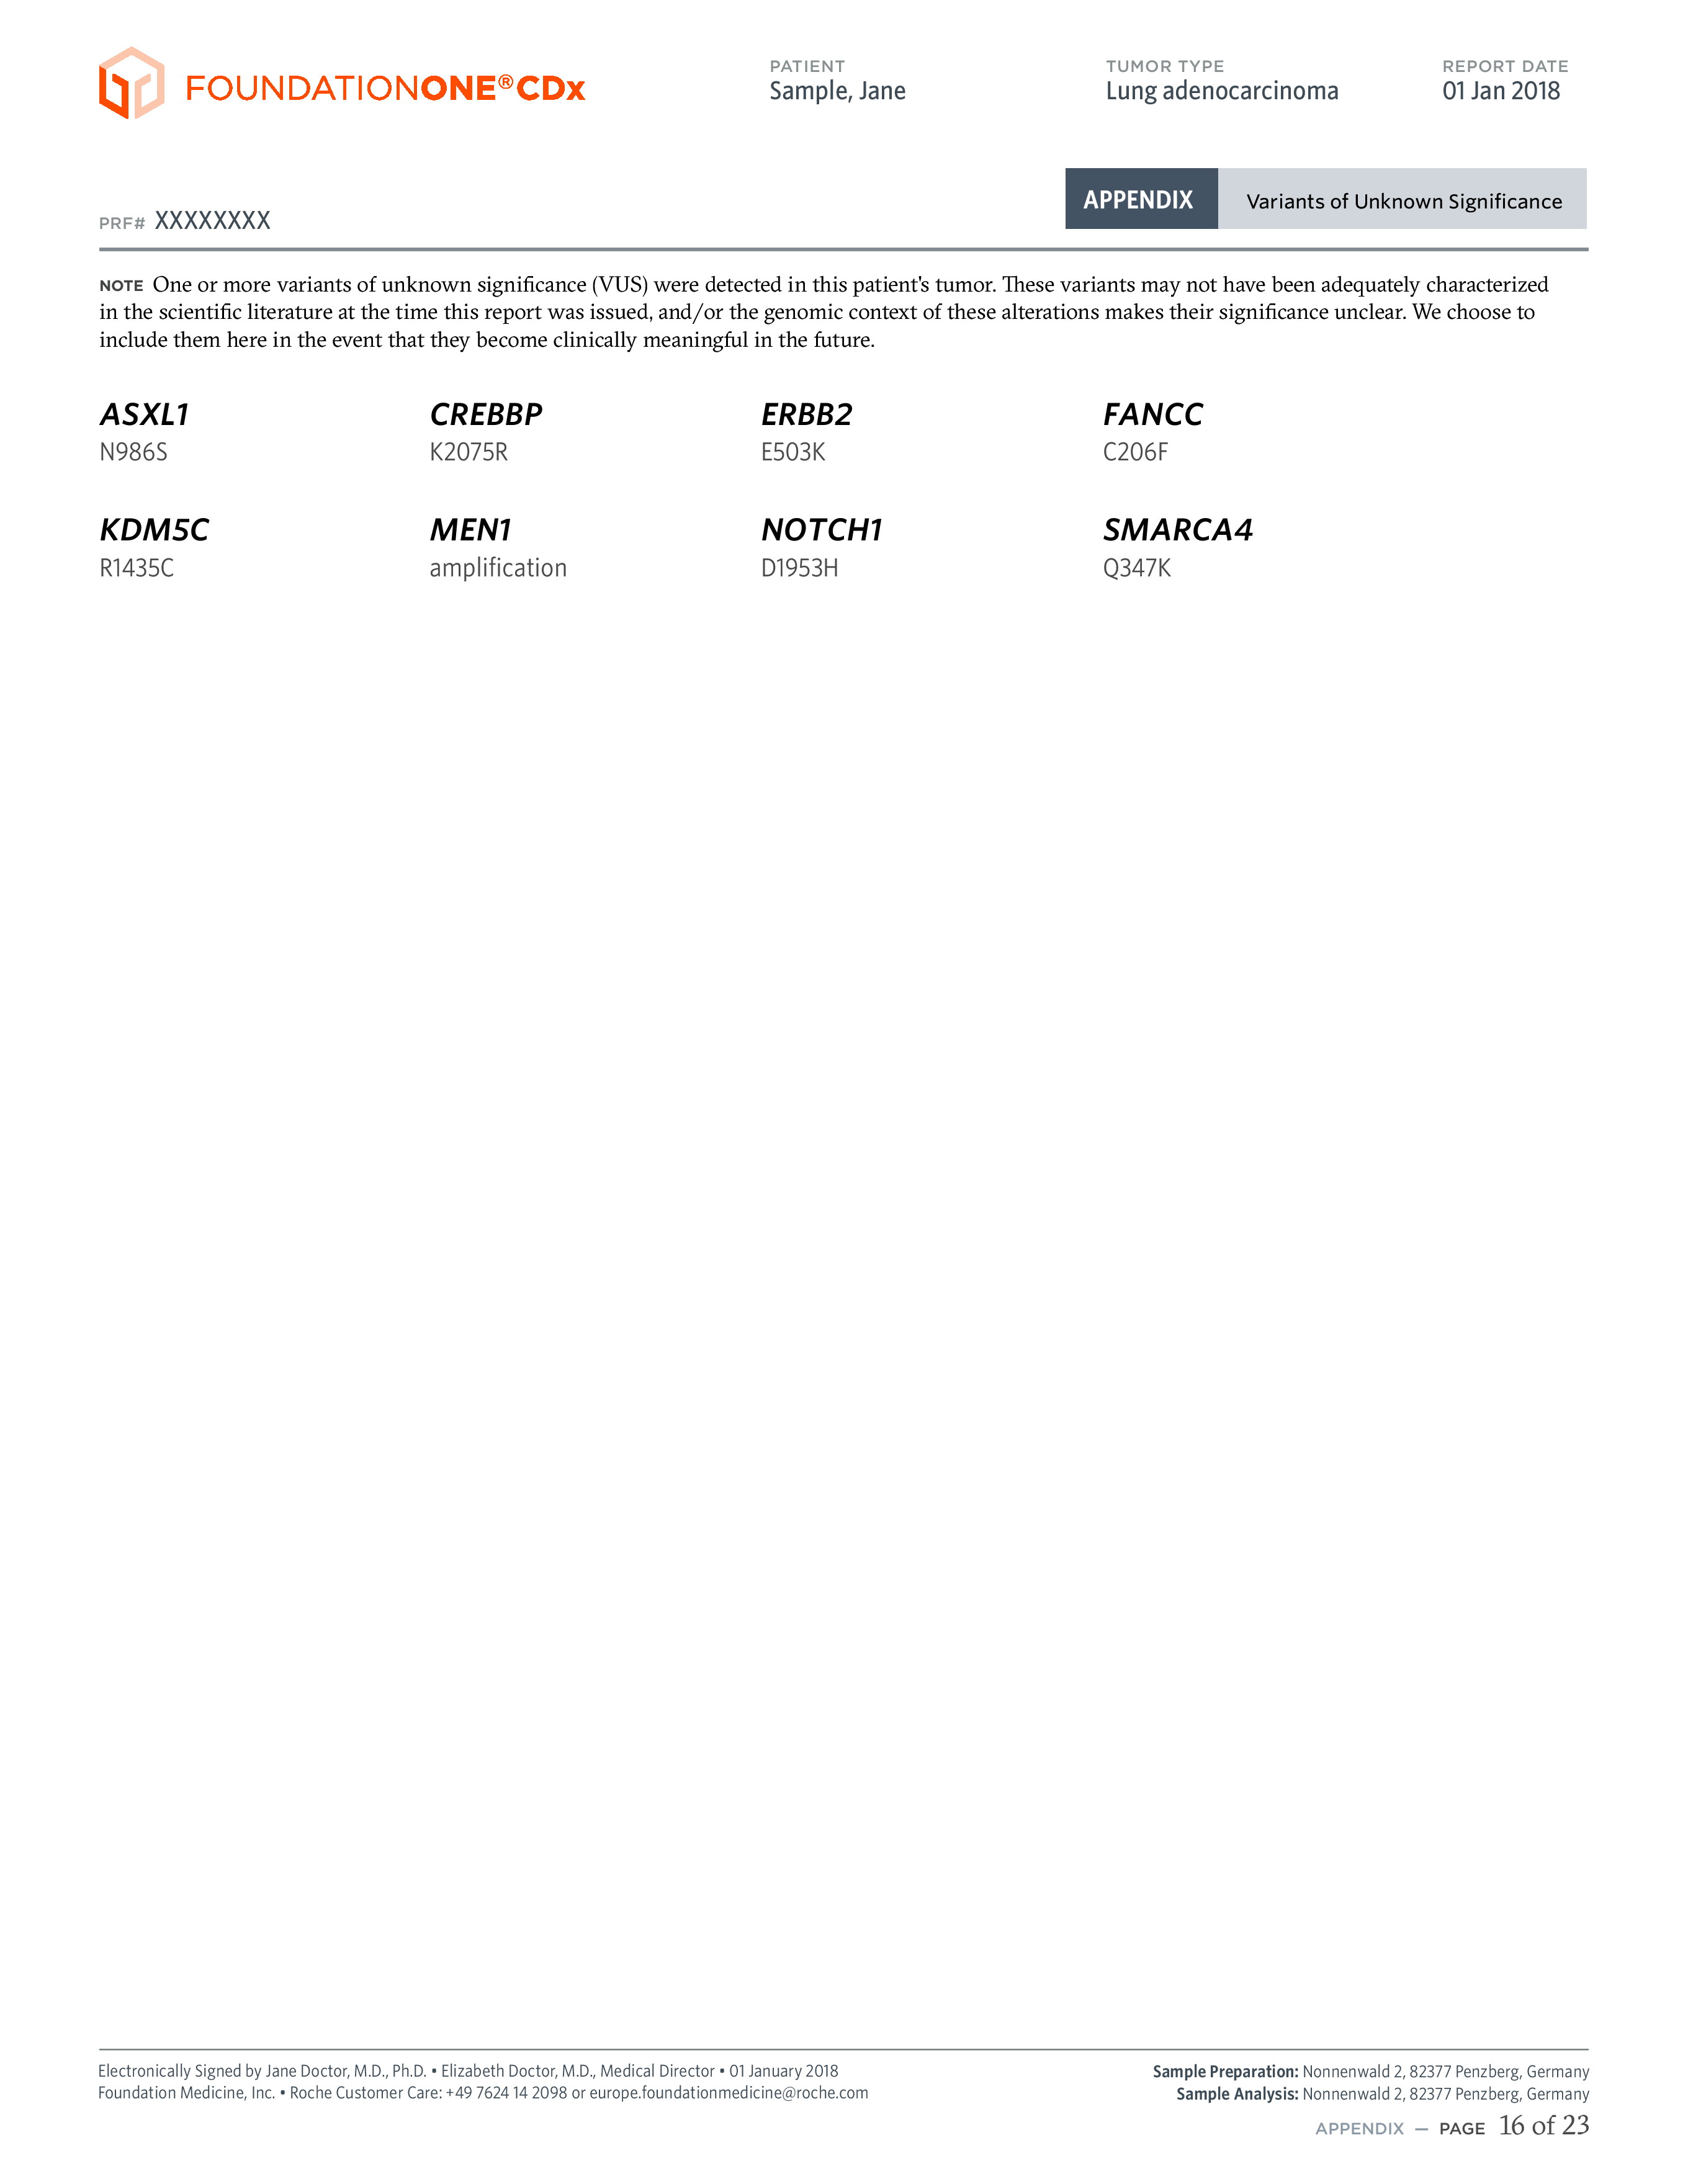 FOUNDATIONONE®CDx
PATIENT
Sample, Jane
TUMOR TYPE
Lung adenocarcinoma
REPORT DATE
01 Jan 2018
PRF# XXXXXXXX
APPENDIX Variants of Unknown Significance
NOTE One or more variants of unknown significance (VUS) were detected in this patient's tumor. These variants may not have been adequately characterized
in the scientific literature at the time this report was issued, and/or the genomic context of these alterations makes their significance unclear. We choose to
include them here in the event that they become clinically meaningful in the future.
ASXL1
N986S
CREBBP
K2075R
ERBB2
E503K
FANCC
C206F
KDM5C
R1435C
MEN1
amplification
NOTCH1
D1953H
SMARCA4
Q347K
Electronically Signed by Jane Doctor, M.D., Ph.D. • Elizabeth Doctor, M.D., Medical Director • 01 January 2018
Foundation Medicine, Inc. • Roche Customer Care: +49 7624 14 2098 or europe.foundationmedicine@roche.com
Sample Preparation: Nonnenwald 2, 82377 Penzberg, Germany
Sample Analysis: Nonnenwald 2, 82377 Penzberg, Germany
APPENDIX — PAGE 16 of 23